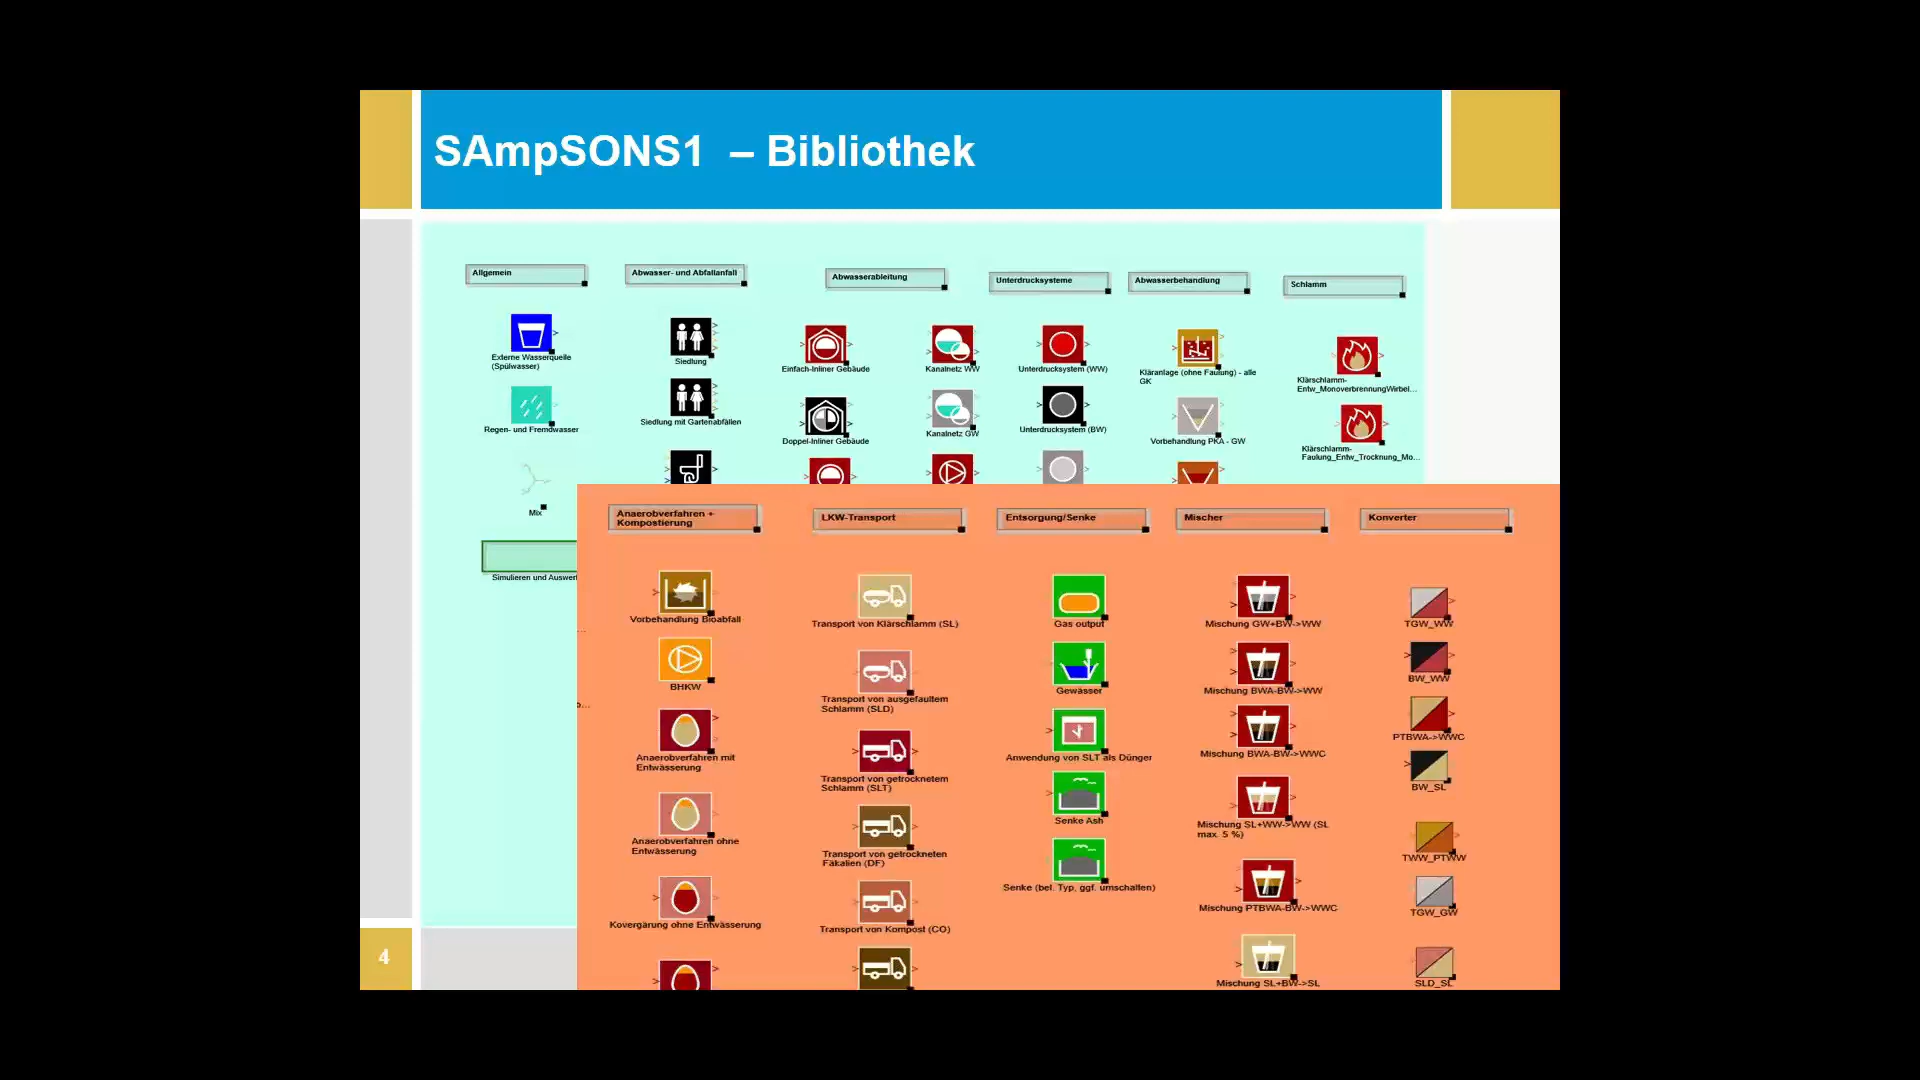 SAmpSONS1 – Bibliothek
Allgemein
Abwasser- und Abfallanfall
Abwasserableitung
Unterdrucksysteme
Abwasserbehandlung
Schlamm
Externe Wasserquelle
(Spülwasser)
Siedlung
Einfach-Inliner Gebäude
Kanalnetz WW
Unterdrucksystem (WW)
Kläranlage (ohne Faulung) - alle
GK
Klärschlamm-
Entw_MonoverbrennungWirbel...
Regen- und Fremdwasser
Siedlung mit Gartenabfällen
Doppel-Inliner Gebäude
Kanalnetz GW
Unterdrucksystem (BW)
Vorbehandlung PKA - GW
Klärschlamm-
Faulung_Entw_Trocknung_Mo...
Mix
Simulieren und Auswert
Anaerobverfahren +
Kompostierung
LKW-Transport
Entsorgung/Senke
Mischer
Konverter
Vorbehandlung Bioabfall
Transport von Klärschlamm (SL)
Gas output
Mischung GW+BW->WW
TGW_WW
BHKW
Transport von ausgefaultem
Schlamm (SLD)
Gewässer
Mischung BWA-BW->WW
BW_WW
Anaerobverfahren mit
Entwässerung
Transport von getrocknetem
Schlamm (SLT)
Anwendung von SLT als Dünger
Mischung BWA-BW->WWC
PTBWA->WWC
Anaerobverfahren ohne
Entwässerung
Transport von getrockneten
Fäkalien (DF)
Senke Ash
Mischung SL+WW->WW (SL
max. 5 %)
BW_SL
TWW_PTWW
Kovergärung ohne Entwässerung
Transport von Kompost (CO)
Senke (bel. Typ, ggf. umschalten)
Mischung PTBWA-BW->WWC
TGW_GW
Mischung SL+BW->SL
SLD_SL
4